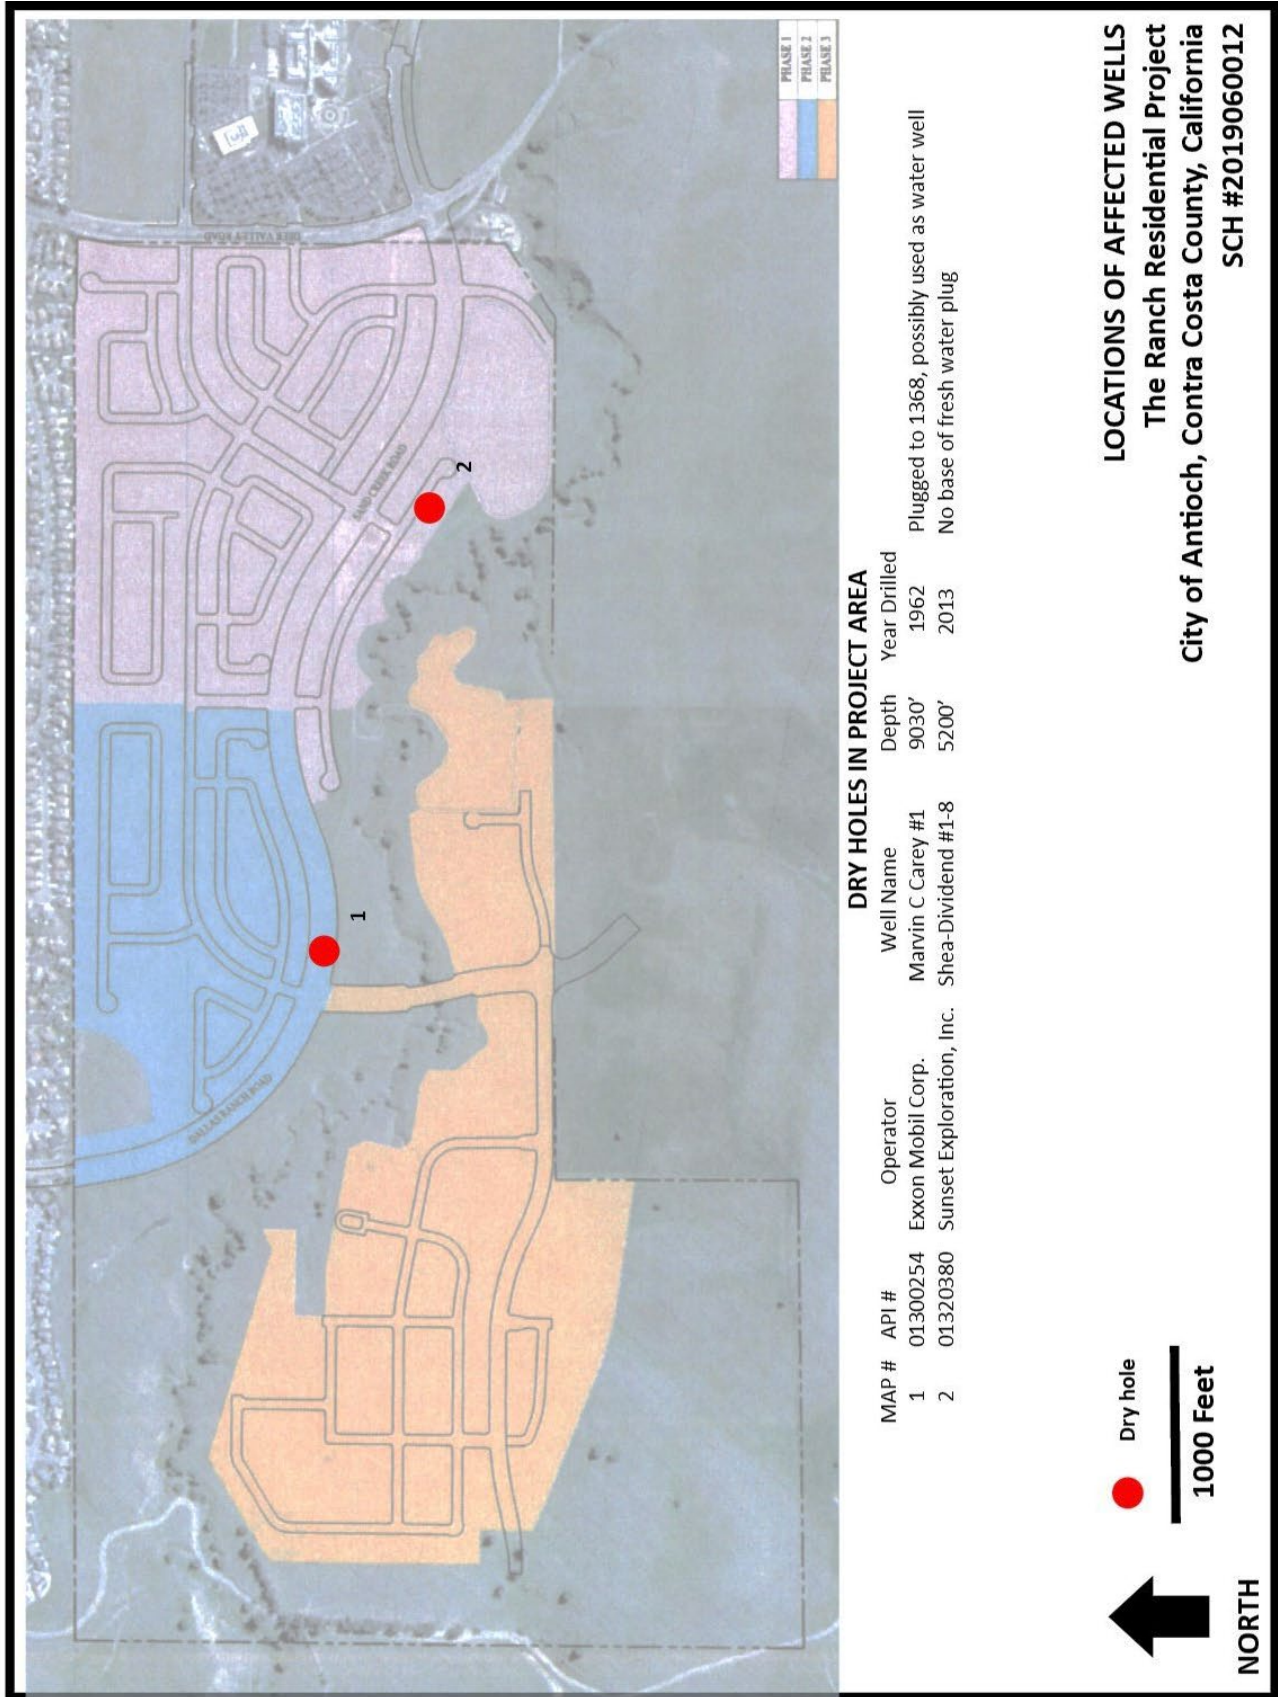 PHASE 1
PHASE 2
PHASE 3
DEER VALLEY ROAD
SAND CREEK ROAD
DALLAS RANCH ROAD
1
2
DRY HOLES IN PROJECT AREA
MAP # API # Operator Well Name Depth Year Drilled
1 01300254 Exxon Mobil Corp. Marvin C Carey #1 9030’ 1962 Plugged to 1368, possibly used as water well
2 01320380 Sunset Exploration, Inc. Shea-Dividend #1-8 5200’ 2013 No base of fresh water plug
LOCATIONS OF AFFECTED WELLS
The Ranch Residential Project
City of Antioch, Contra Costa County, California
SCH #2019060012
Dry hole
1000 Feet
NORTH